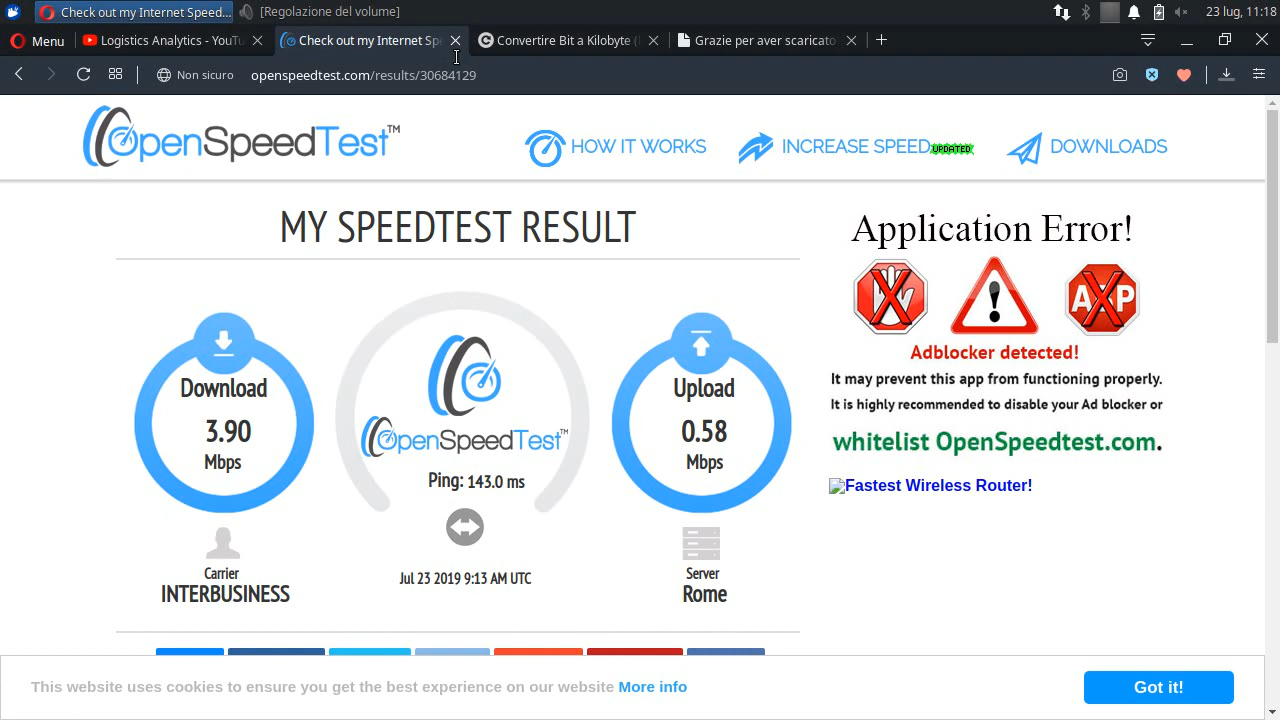 Check out my Internet Speed...
[Regolazione del volume]
23 lug, 11:18
Menu
Logistics Analytics - YouTu
Check out my Internet Spe
Convertire Bit a Kilobyte (
Grazie per aver scaricato
Non sicuro
openspeedtest.com/results/30684129
OpenSpeedTest™
HOW IT WORKS
INCREASE SPEED
UPDATED
DOWNLOADS
MY SPEEDTEST RESULT
Download
3.90
Mbps
OpenSpeedTest™
Ping: 143.0 ms
Upload
0.58
Mbps
Carrier
INTERBUSINESS
Jul 23 2019 9:13 AM UTC
Server
Rome
Application Error!
AXP
Adblocker detected!
It may prevent this app from functioning properly.
It is highly recommended to disable your Ad blocker or
whitelist OpenSpeedtest.com.
Fastest Wireless Router!
This website uses cookies to ensure you get the best experience on our website More info
Got it!